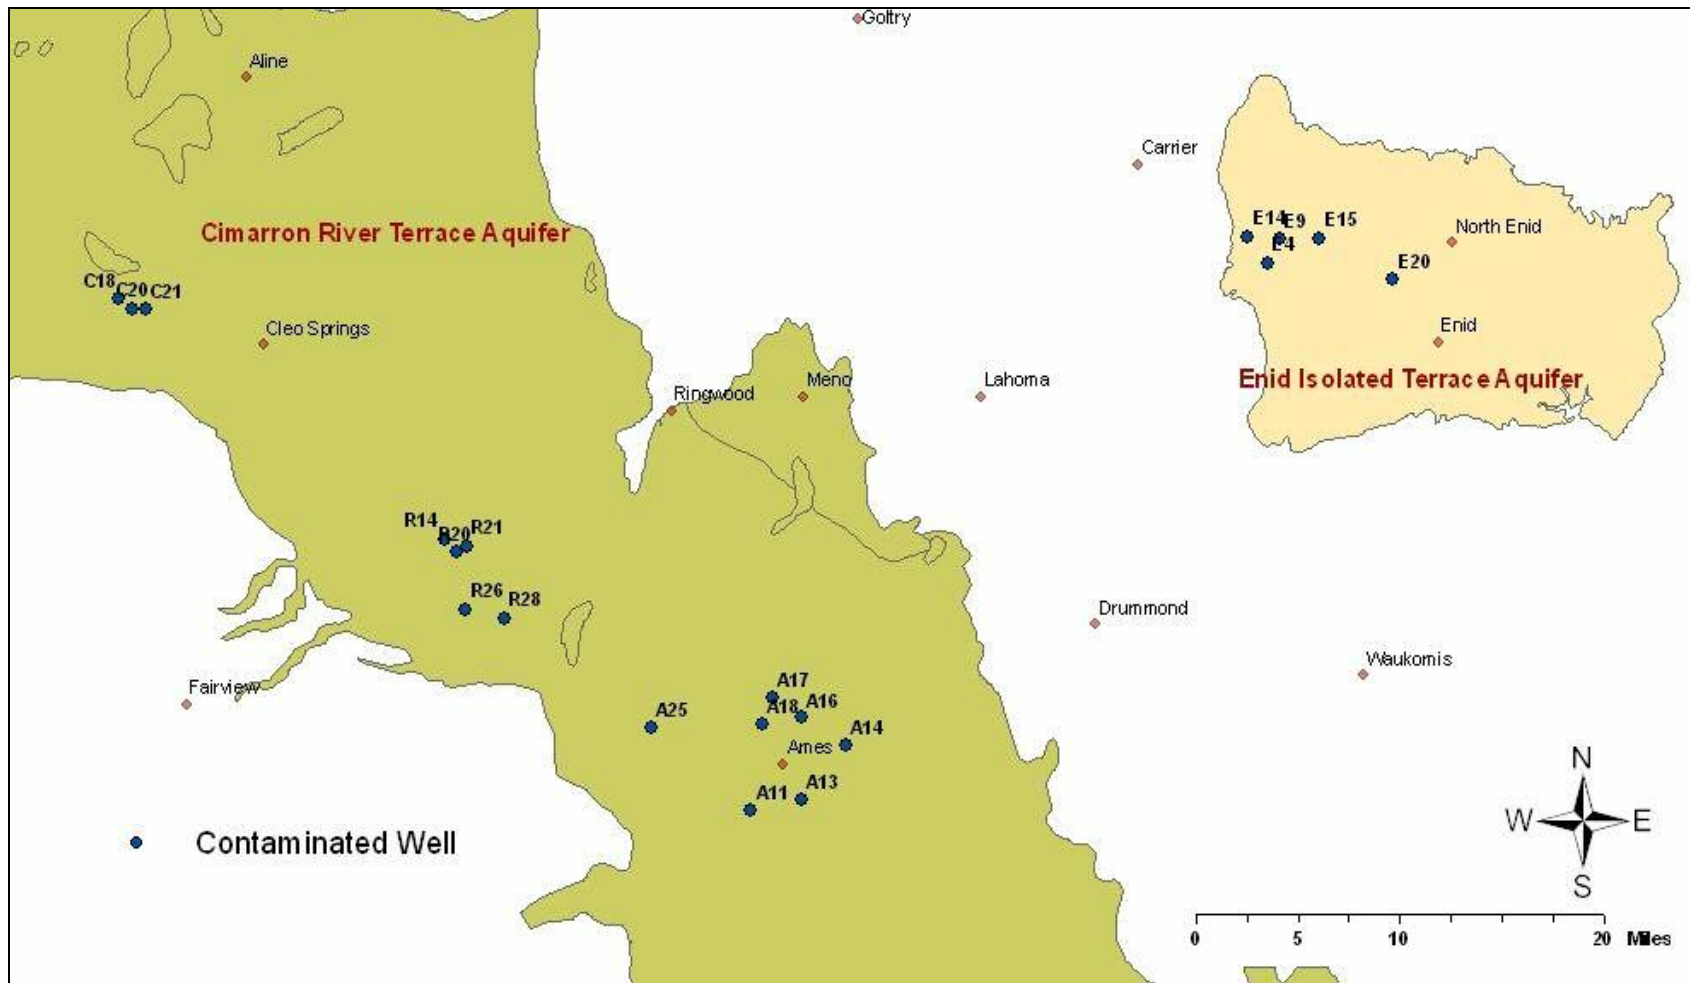 Goltry
Aline
Carrier
Cimarron River Terrace Aquifer
E14
E9
E15
North Enid
E4
E20
C18
C20
C21
Cleo Springs
Enid
Enid Isolated Terrace Aquifer
Ringwood
Meno
Lahoma
R14
R20
R21
R26
R28
Drummond
Waukomis
Fairview
A17
A25
A18
A16
A14
Ames
A11
A13
Contaminated Well
N
W
E
S
0
5
10
20
Miles